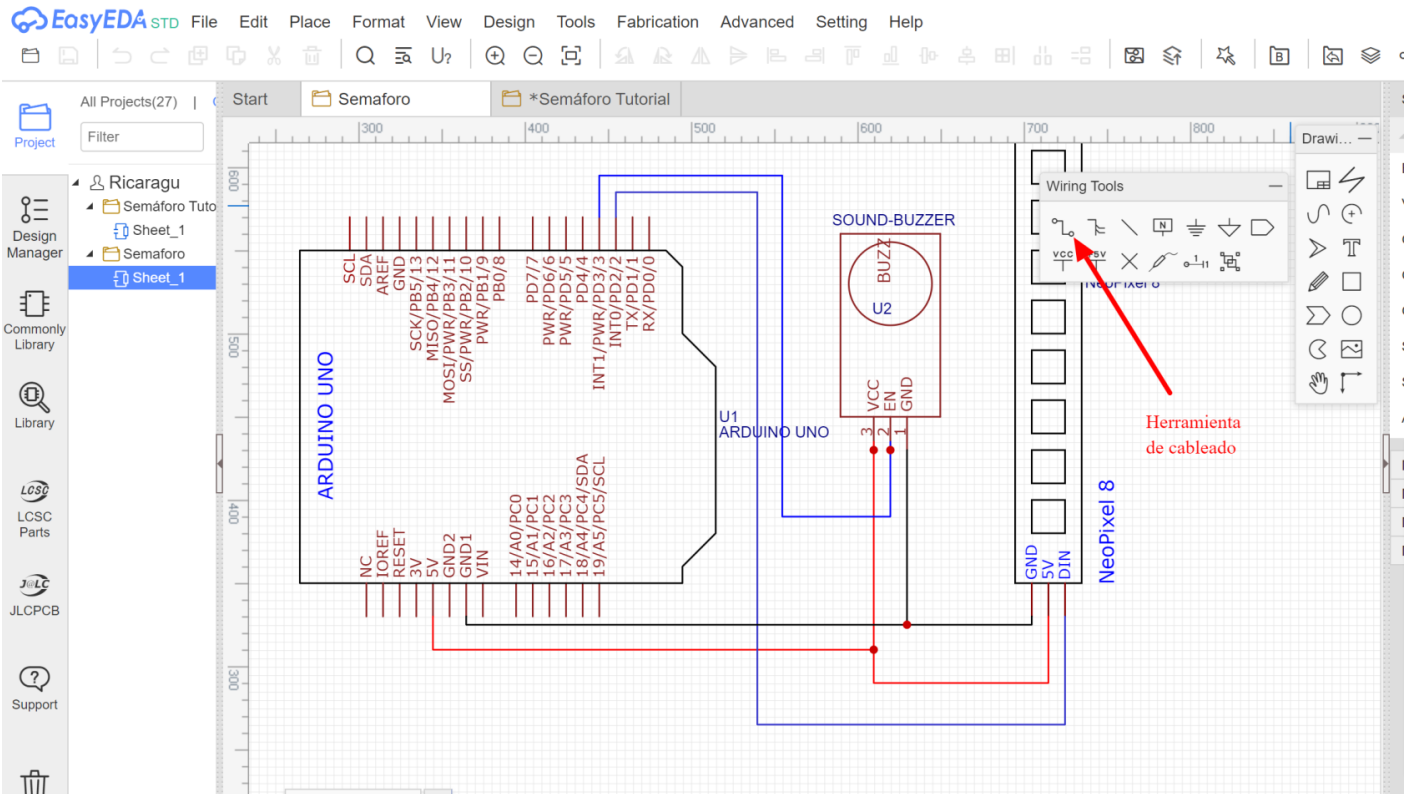 EasyEDA STD File Edit Place Format View Design Tools Fabrication Advanced Setting Help
U?
B
All Projects(27) |
Start
Semaforo
*Semáforo Tutorial
Project
Filter
Ricaragu
Semáforo Tuto
Sheet_1
Semaforo
Sheet_1
Design
Manager
Commonly
Library
Library
LCSC
LCSC
Parts
J@LC
JLCPCB
Support
300 400 500 600 700 800
600
500
400
300
Drawi...
T
Wiring Tools
N
VCC
1
11
SCL
SDA
AREF
GND
SCK/PB5/13
MISO/PB4/12
MOSI/PWR/PB3/11
SS/PWR/PB2/10
PWR/PB1/9
PB0/8
PD7/7
PWR/PD6/6
PWR/PD5/5
PD4/4
INT1/PWR/PD3/3
INT0/PD2/2
TX/PD1/1
RX/PD0/0
ARDUINO UNO
U1
ARDUINO UNO
NC
IOREF
RESET
3V
5V
GND2
GND1
VIN
14/A0/PC0
15/A1/PC1
16/A2/PC2
17/A3/PC3
18/A4/PC4/SDA
19/A5/PC5/SCL
SOUND-BUZZER
BUZZ
U2
VCC
EN
GND
3
2
1
NeoPixel 8
GND
5V
DIN
NeoPixel 8
Herramienta
de cableado